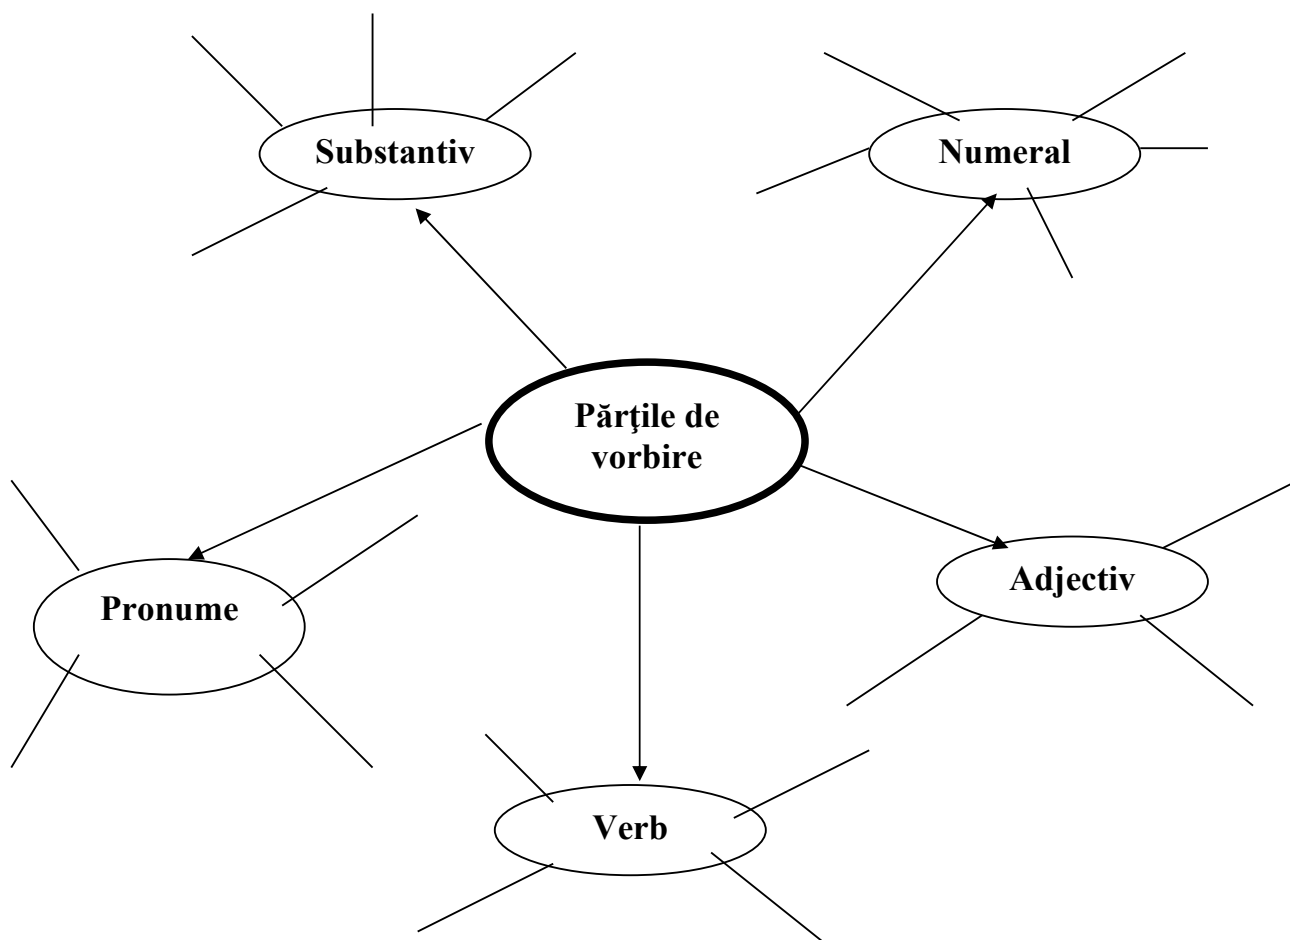 Substantiv
Numeral
Părţile de
vorbire
Adjectiv
Pronume
Verb